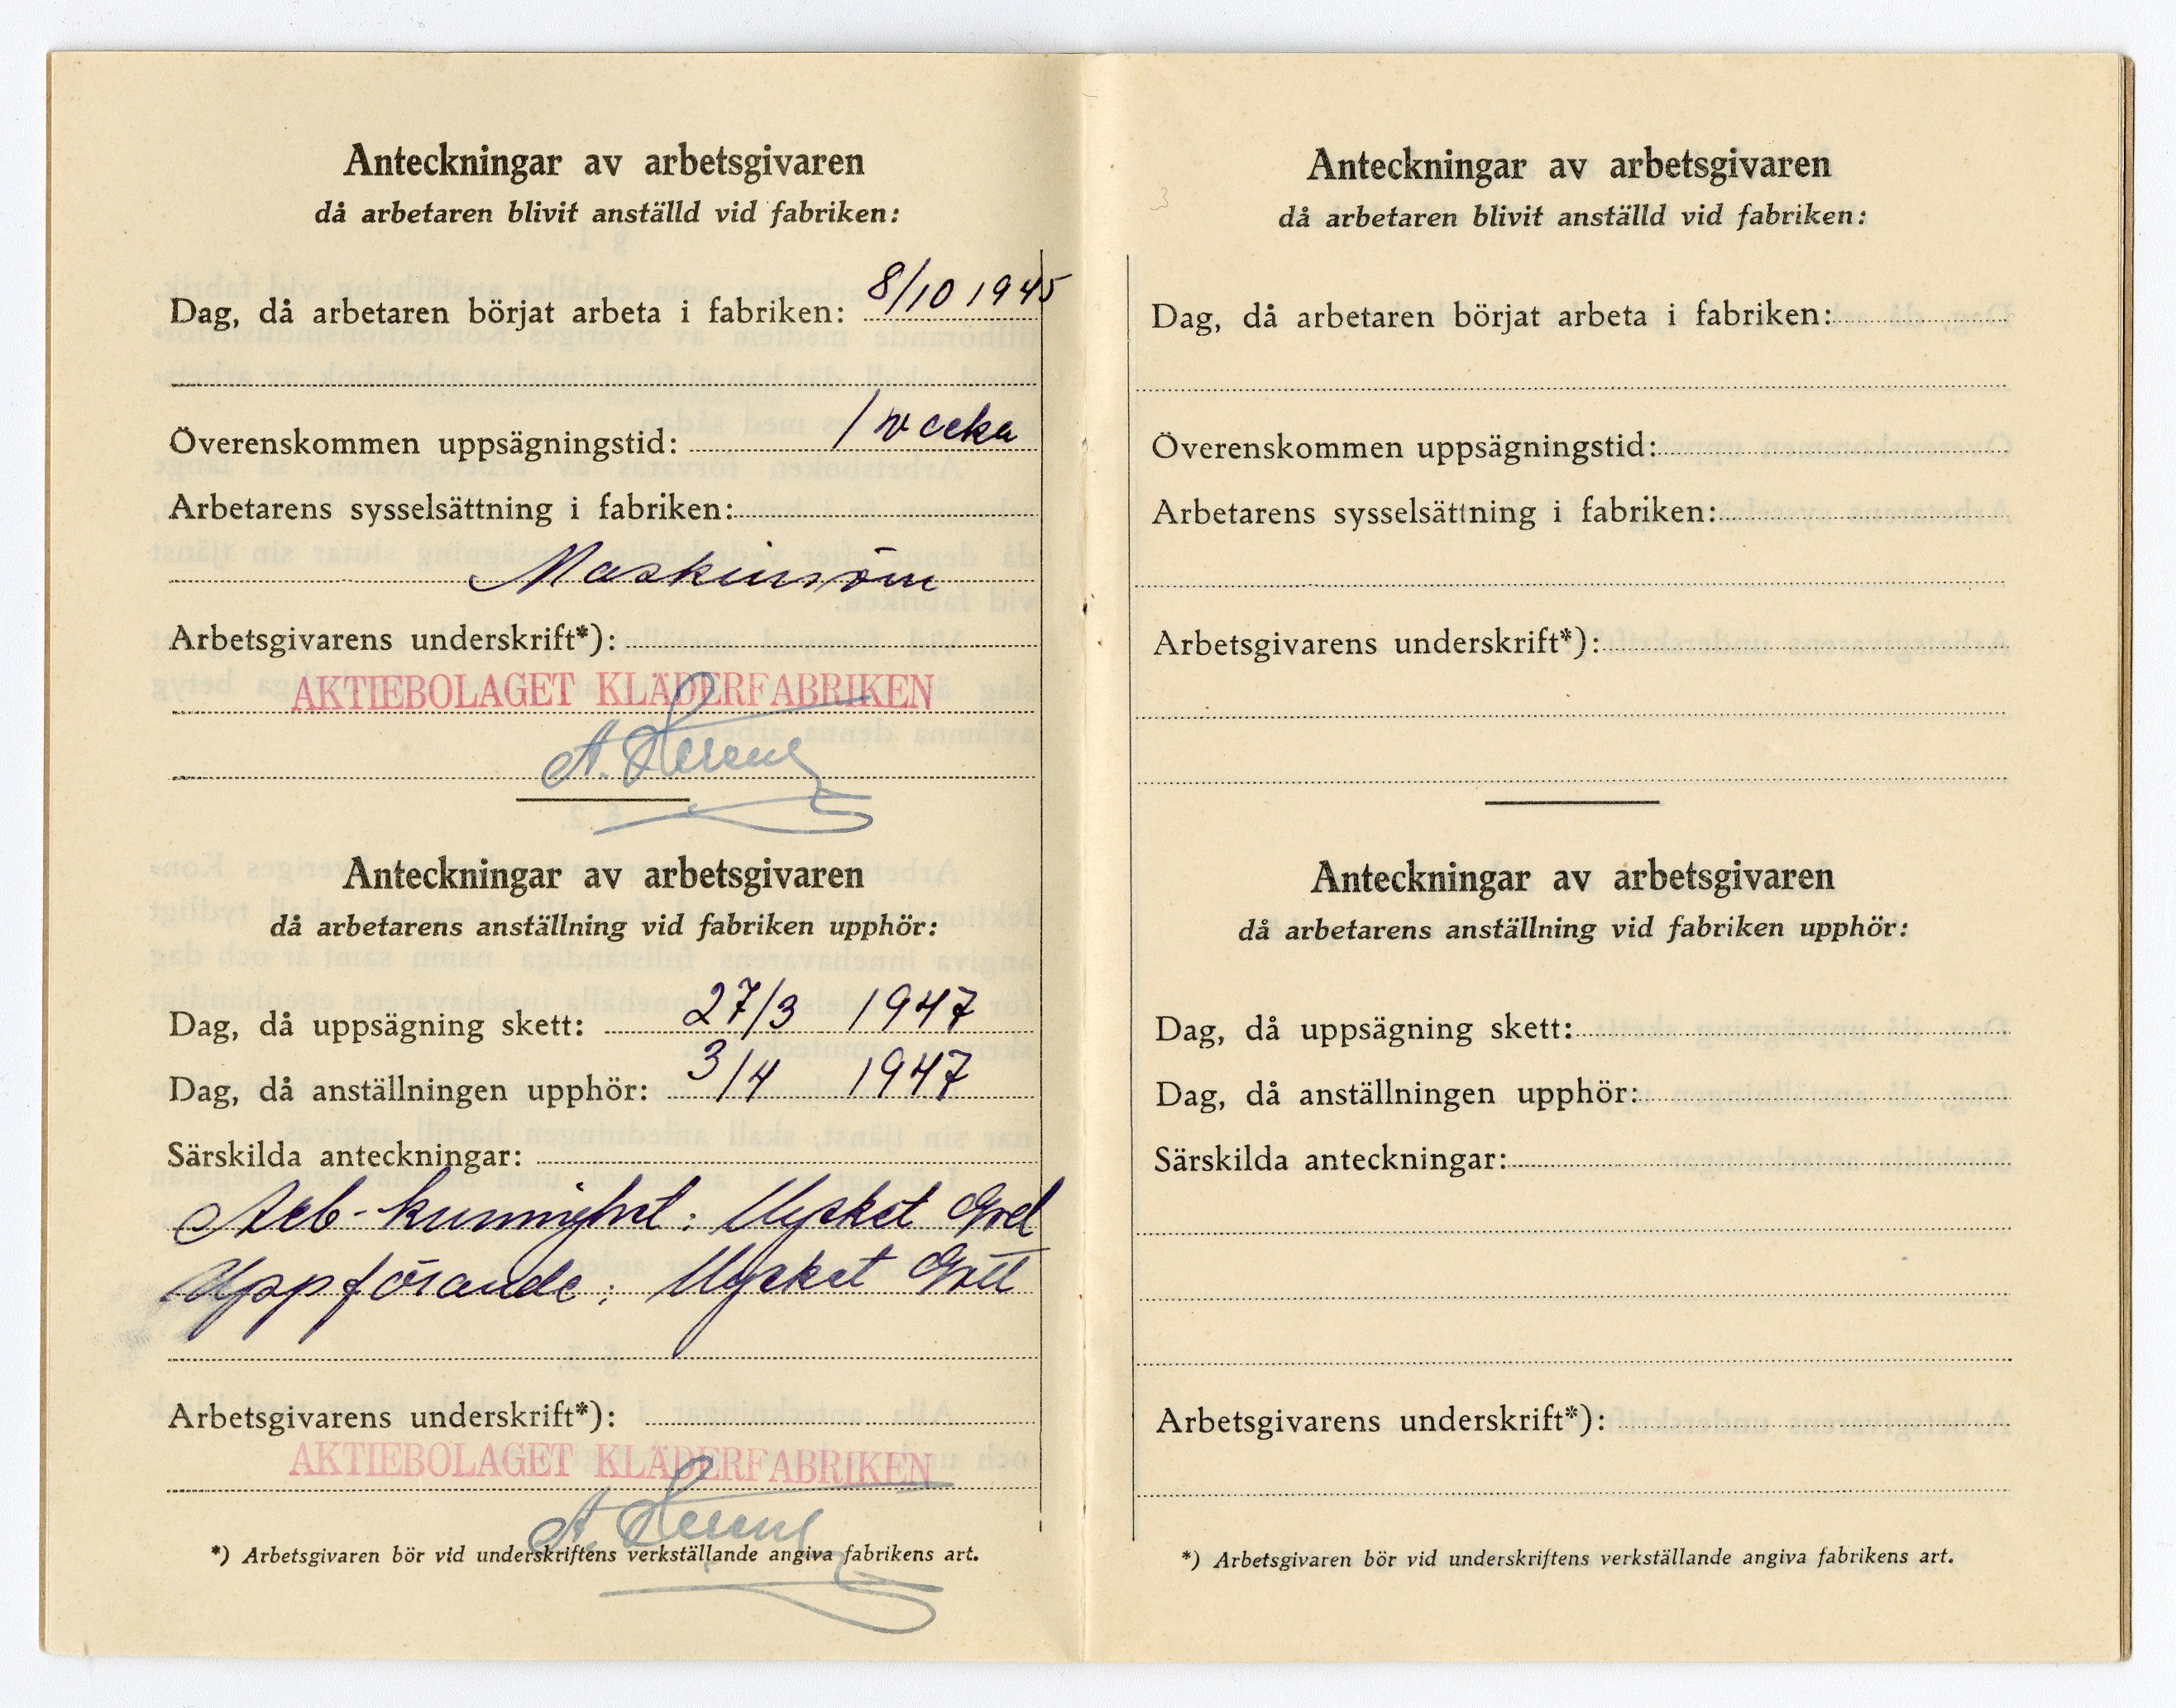 Anteckningar av arbetsgivaren
då arbetaren blivit anställd vid fabriken:
Dag, då arbetaren börjat arbeta i fabriken: 8/10 1945
Överenskommen uppsägningstid: 1 vecka
Arbetarens sysselsättning i fabriken:
Maskinsöm
Arbetsgivarens underskrift*):
AKTIEBOLAGET KLÄDERFABRIKEN
A.
Anteckningar av arbetsgivaren
då arbetarens anställning vid fabriken upphör:
Dag, då uppsägning skett: 27/3 1947
Dag, då anställningen upphör: 3/4 1947
Särskilda anteckningar:
Arb-kunnighet: Mycket God
Uppförande: Mycket Gott
Arbetsgivarens underskrift*):
AKTIEBOLAGET KLÄDERFABRIKEN
A.
*) Arbetsgivaren bör vid underskriftens verkställande angiva fabrikens art.
3
Anteckningar av arbetsgivaren
då arbetaren blivit anställd vid fabriken:
Dag, då arbetaren börjat arbeta i fabriken:
Överenskommen uppsägningstid:
Arbetarens sysselsättning i fabriken:
Arbetsgivarens underskrift*):
Anteckningar av arbetsgivaren
då arbetarens anställning vid fabriken upphör:
Dag, då uppsägning skett:
Dag, då anställningen upphör:
Särskilda anteckningar:
Arbetsgivarens underskrift*):
*) Arbetsgivaren bör vid underskriftens verkställande angiva fabrikens art.